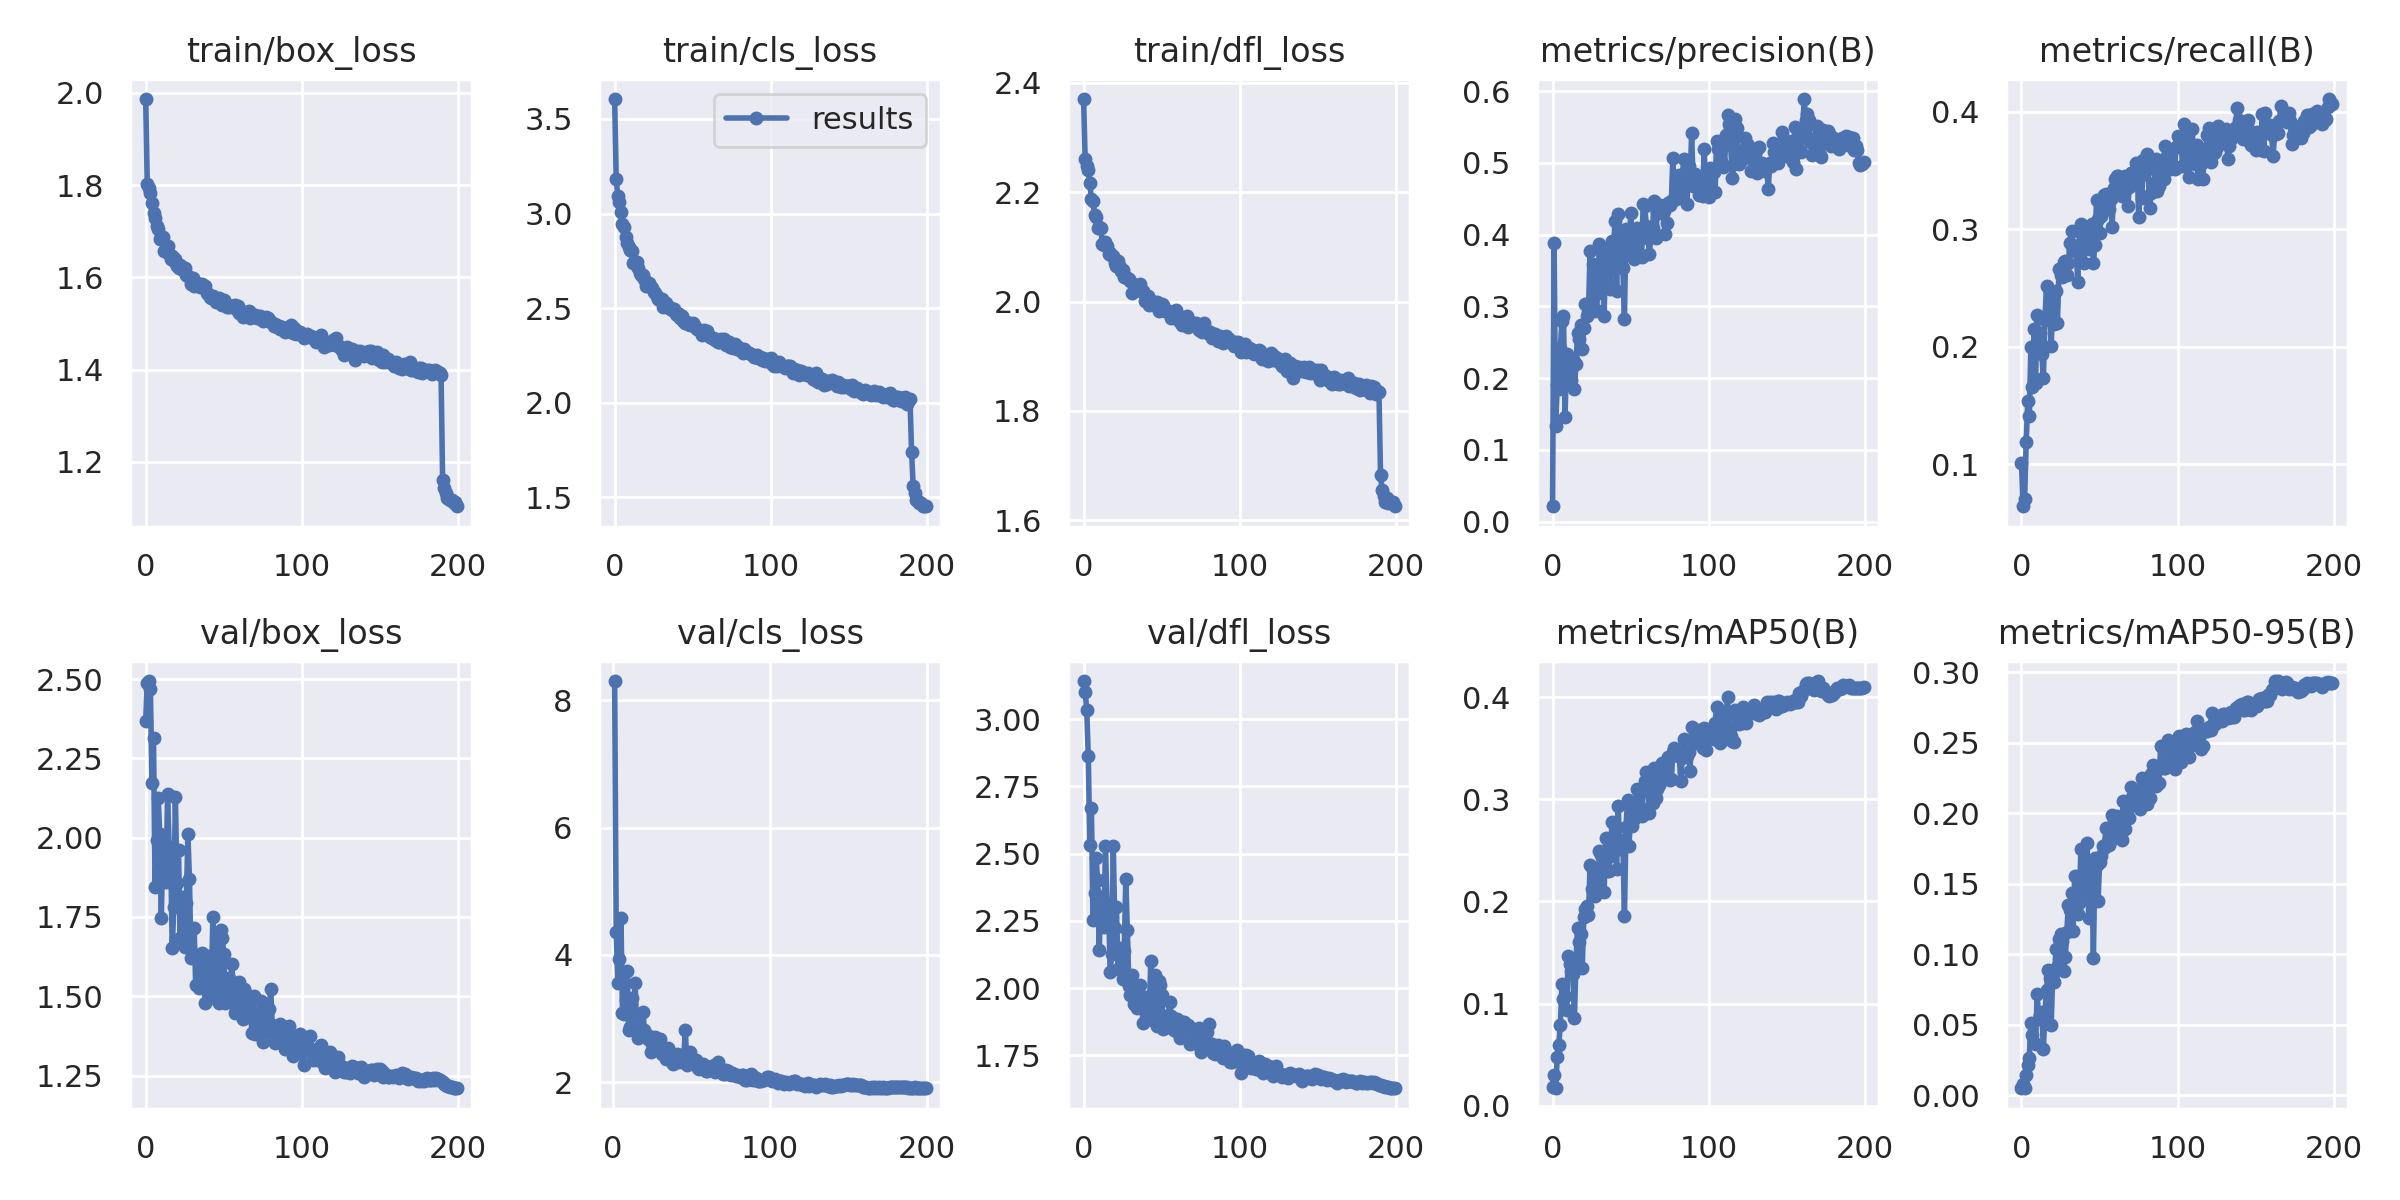 train/box_loss
2.0
1.8
1.6
1.4
1.2
0 100 200
train/cls_loss
results
3.5
3.0
2.5
2.0
1.5
0 100 200
train/dfl_loss
2.4
2.2
2.0
1.8
1.6
0 100 200
metrics/precision(B)
0.6
0.5
0.4
0.3
0.2
0.1
0.0
0 100 200
metrics/recall(B)
0.4
0.3
0.2
0.1
0 100 200
val/box_loss
2.50
2.25
2.00
1.75
1.50
1.25
0 100 200
val/cls_loss
8
6
4
2
0 100 200
val/dfl_loss
3.00
2.75
2.50
2.25
2.00
1.75
0 100 200
metrics/mAP50(B)
0.4
0.3
0.2
0.1
0.0
0 100 200
metrics/mAP50-95(B)
0.30
0.25
0.20
0.15
0.10
0.05
0.00
0 100 200